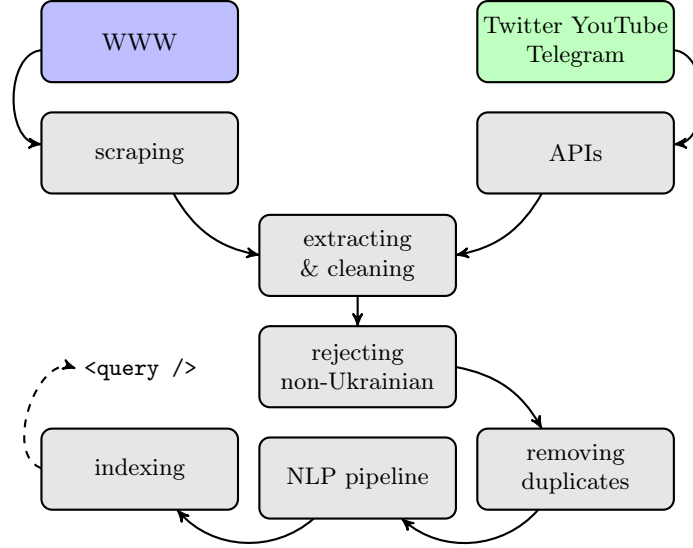 WWW
Twitter YouTube
Telegram
scraping
APIs
extracting
& cleaning
rejecting
non-Ukrainian
<query />
removing
duplicates
NLP pipeline
indexing